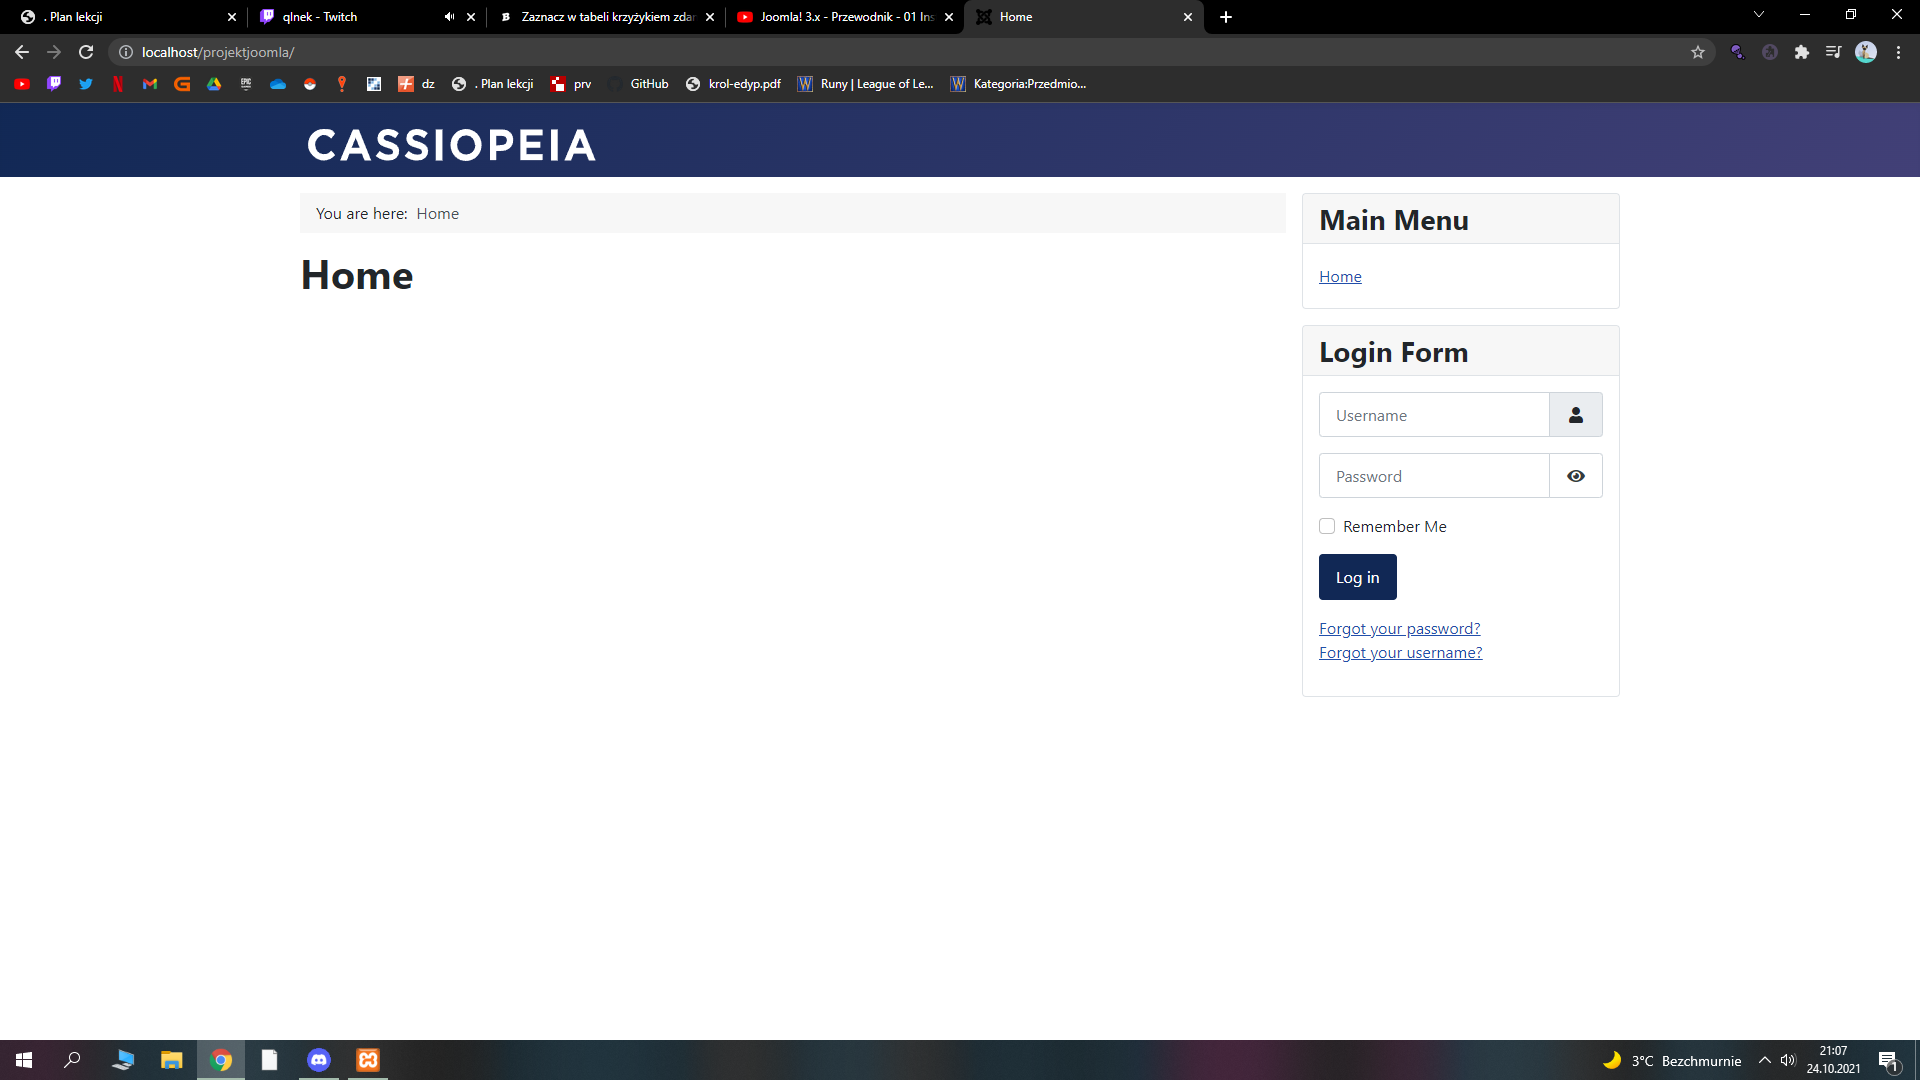 . Plan lekcji
qlnek - Twitch
Zaznacz w tabeli krzyżykiem zdar
Joomla! 3.x - Przewodnik - 01 Ins
Home
localhost/projektjoomla/
dz
. Plan lekcji
prv
GitHub
krol-edyp.pdf
Runy | League of Le...
Kategoria:Przedmio...
CASSIOPEIA
You are here: Home
Home
Main Menu
Home
Login Form
Username
Password
Remember Me
Log in
Forgot your password?
Forgot your username?
3°C Bezchmurnie
21:07
24.10.2021
1